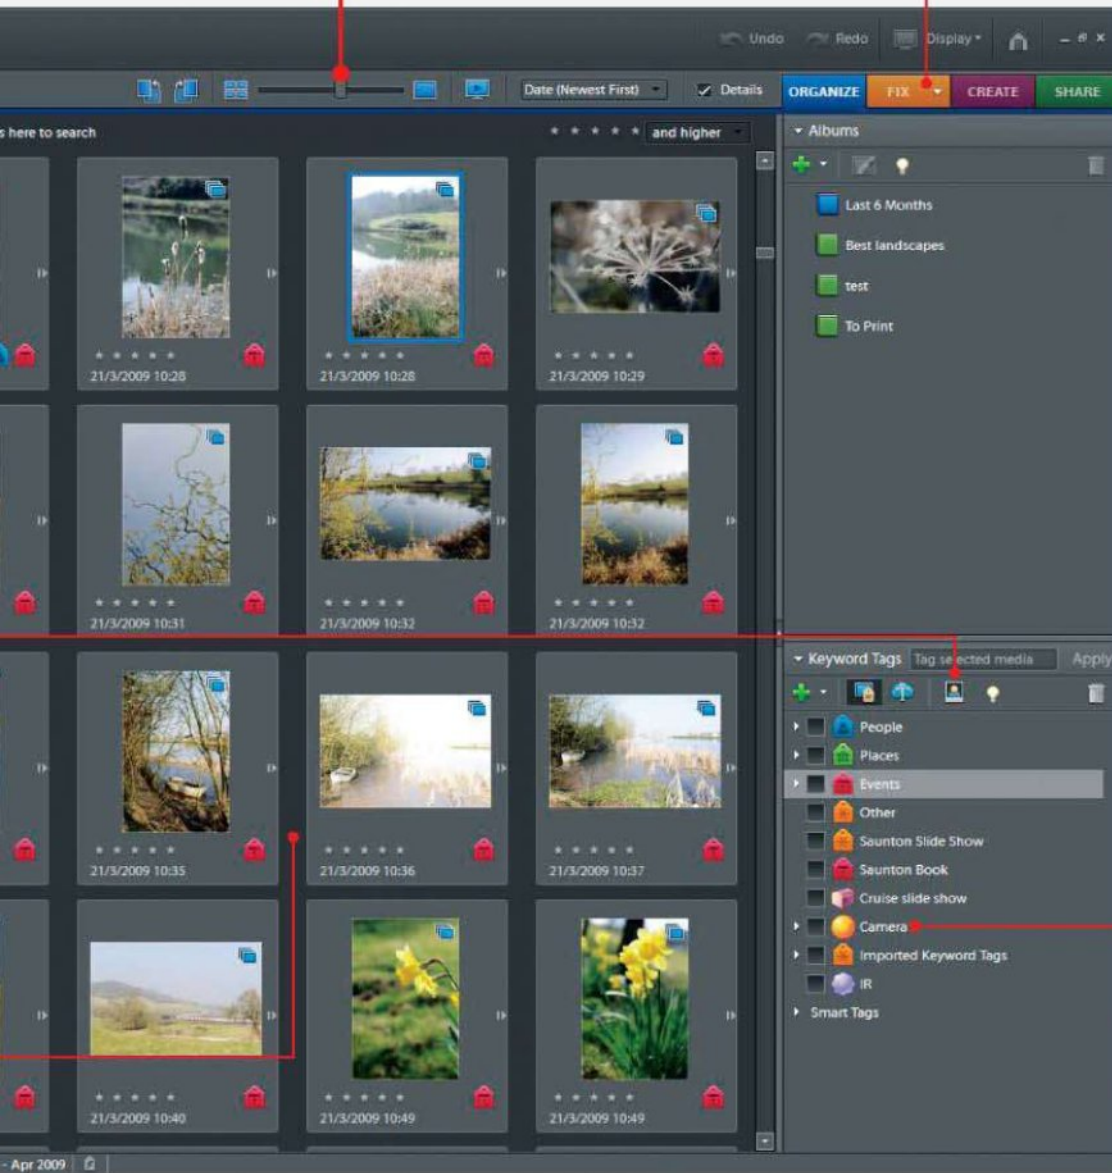 Undo Redo Display
Date (Newest First) Details ORGANIZE FIX CREATE SHARE
s here to search and higher
Albums
Last 6 Months
Best landscapes
test
To Print
21/3/2009 10:28 21/3/2009 10:28 21/3/2009 10:29
21/3/2009 10:31 21/3/2009 10:32 21/3/2009 10:32
Keyword Tags Tag selected media Apply
People
Places
Events
Other
Saunton Slide Show
Saunton Book
Cruise slide show
Camera
Imported Keyword Tags
IR
Smart Tags
21/3/2009 10:35 21/3/2009 10:36 21/3/2009 10:37
21/3/2009 10:40 21/3/2009 10:49 21/3/2009 10:49
- Apr 2009